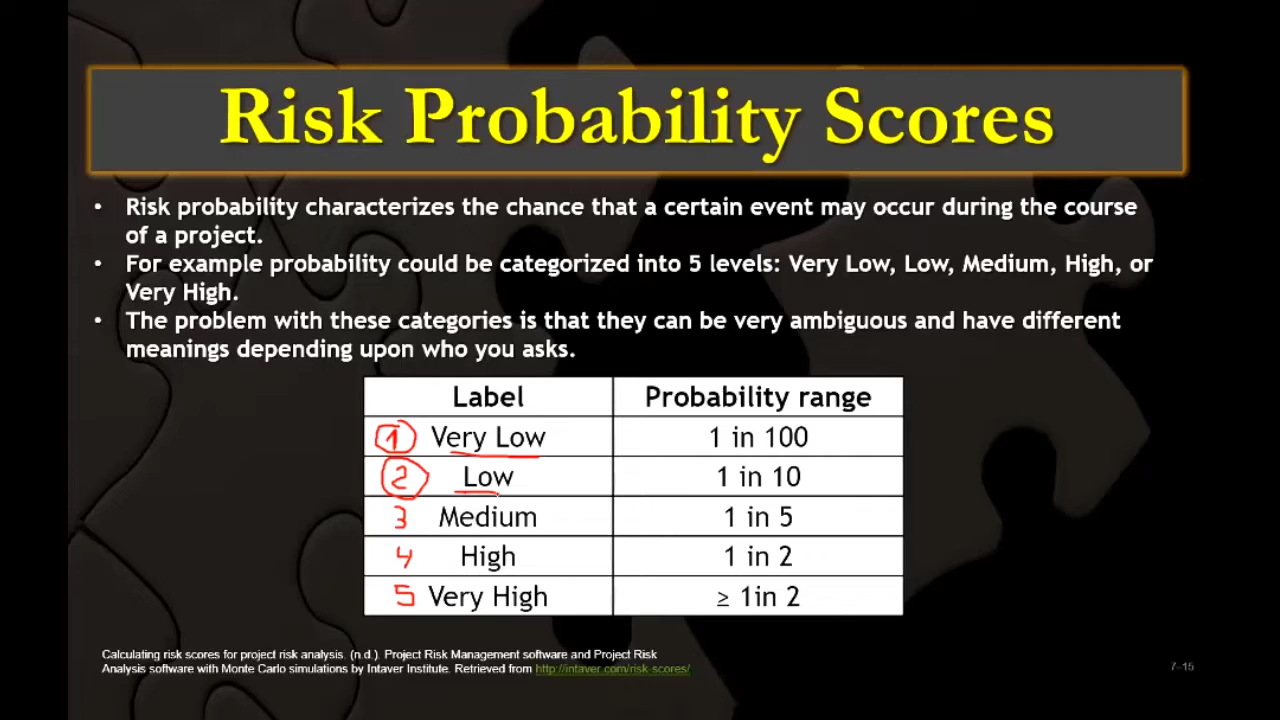 Risk Probability Scores
• Risk probability characterizes the chance that a certain event may occur during the course
of a project.
• For example probability could be categorized into 5 levels: Very Low, Low, Medium, High, or
Very High.
• The problem with these categories is that they can be very ambiguous and have different
meanings depending upon who you asks.
Label Probability range
1 Very Low 1 in 100
2 Low 1 in 10
3 Medium 1 in 5
4 High 1 in 2
5 Very High ≥ 1in 2
Calculating risk scores for project risk analysis. (n.d.). Project Risk Management software and Project Risk
Analysis software with Monte Carlo simulations by Intaver Institute. Retrieved from http://intaver.com/risk-scores/
7–15